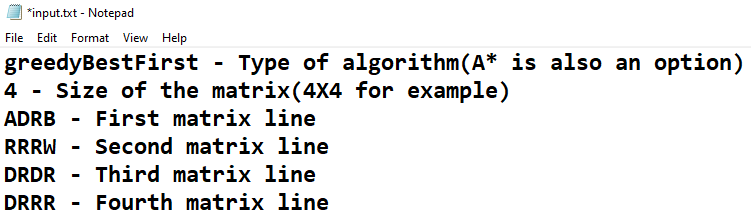 *input.txt - Notepad
File Edit Format View Help
greedyBestFirst - Type of algorithm(A* is also an option)
4 - Size of the matrix(4X4 for example)
ADRB - First matrix line
RRRW - Second matrix line
DRDR - Third matrix line
DRRR - Fourth matrix line